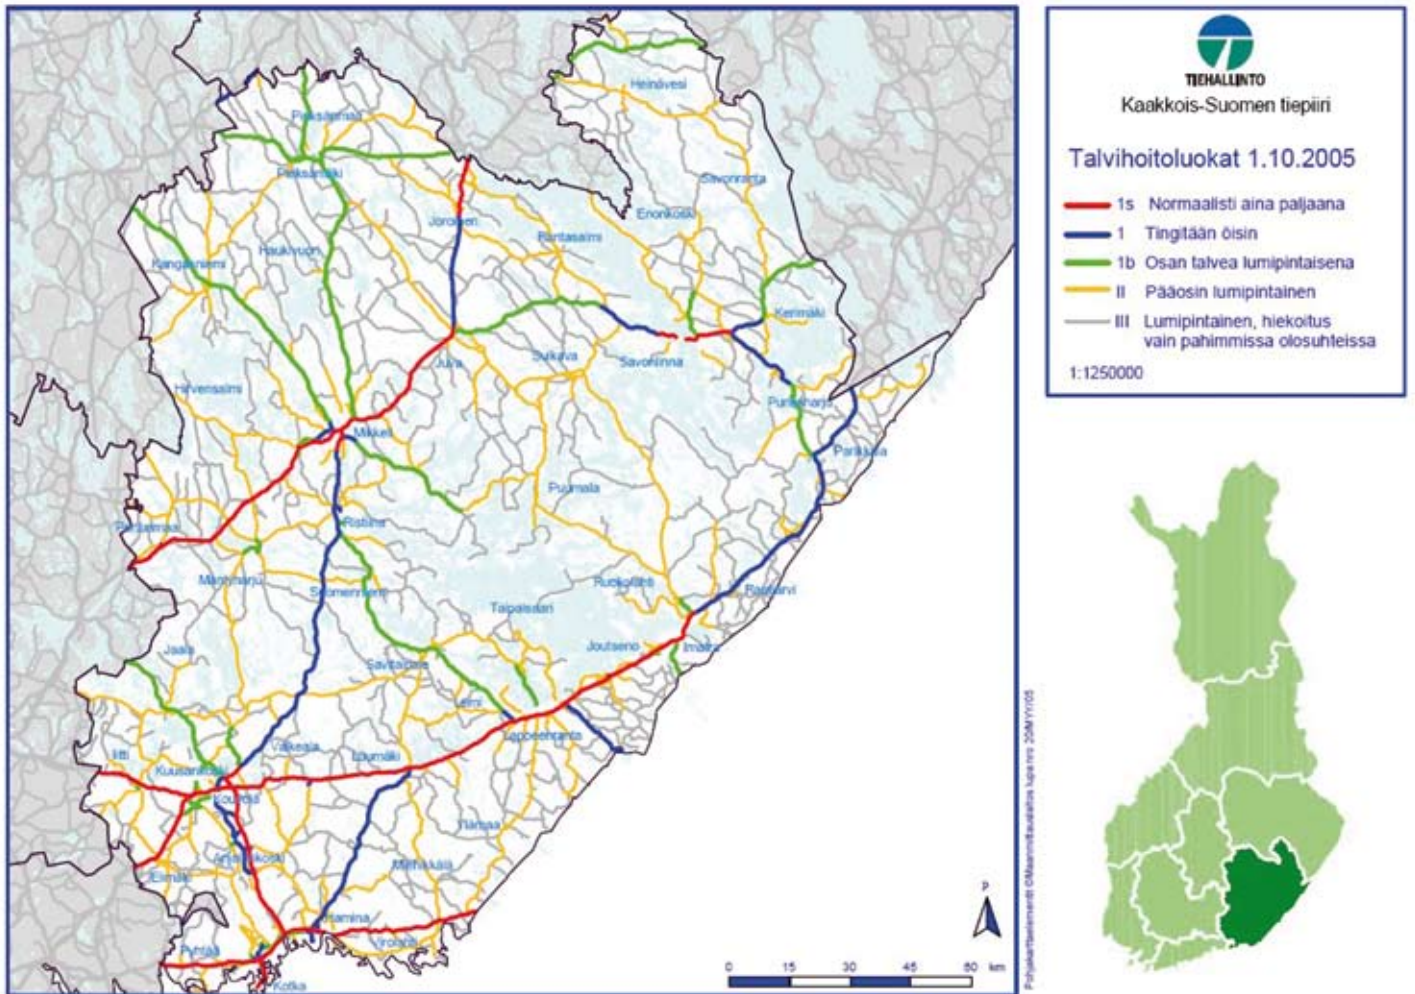 TIEHALLINTO
Kaakkois-Suomen tiepiiri
Talvihoitoluokat 1.10.2005
1s Normaalisti aina paljaana
1 Tingitään öisin
1b Osan talvea lumipintaisena
II Pääosin lumipintainen
III Lumipintainen, hiekoitus
vain pahimmissa olosuhteissa
1:1250000
Heinävesi
Pieksänmaa
Pieksämäki
Savonranta
Enonkoski
Joroinen
Rantasalmi
Haukivuori
Kangasniemi
Kerimäki
Juva
Sulkava
Savonlinna
Hirvensalmi
Punkaharju
Mikkeli
Parikkala
Puumala
Pertunmaa
Ristiina
Mäntyharju
Suomenniemi
Ruokolahti
Rautjärvi
Taipalsaari
Jaala
Joutseno
Imatra
Savitaipale
Lemi
Lappeenranta
Iitti
Valkeala
Luumäki
Kuusankoski
Kouvola
Ylämaa
Anjalankoski
Elimäki
Miehikkälä
Hamina
Virolahti
Pyhtää
Kotka
P
0 15 30 45 60 km